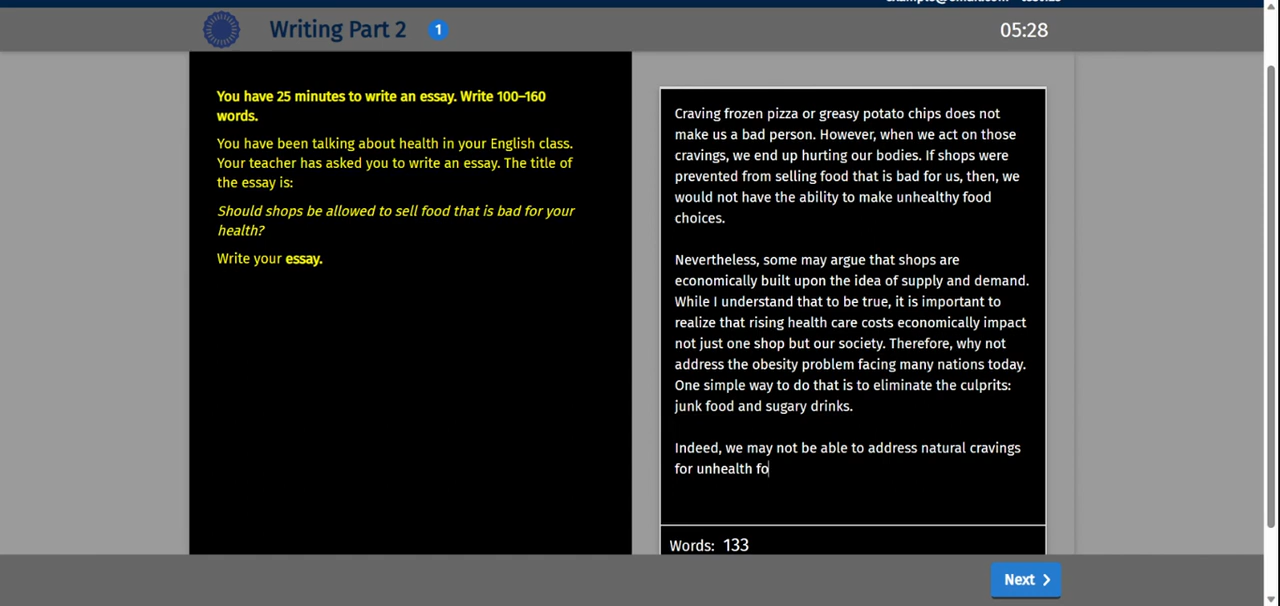 Writing Part 2
1
05:28
You have 25 minutes to write an essay. Write 100–160
words.
You have been talking about health in your English class.
Your teacher has asked you to write an essay. The title of
the essay is:
Should shops be allowed to sell food that is bad for your
health?
Write your essay.
Craving frozen pizza or greasy potato chips does not
make us a bad person. However, when we act on those
cravings, we end up hurting our bodies. If shops were
prevented from selling food that is bad for us, then, we
would not have the ability to make unhealthy food
choices.
Nevertheless, some may argue that shops are
economically built upon the idea of supply and demand.
While I understand that to be true, it is important to
realize that rising health care costs economically impact
not just one shop but our society. Therefore, why not
address the obesity problem facing many nations today.
One simple way to do that is to eliminate the culprits:
junk food and sugary drinks.
Indeed, we may not be able to address natural cravings
for unhealth fo
Words: 133
Next